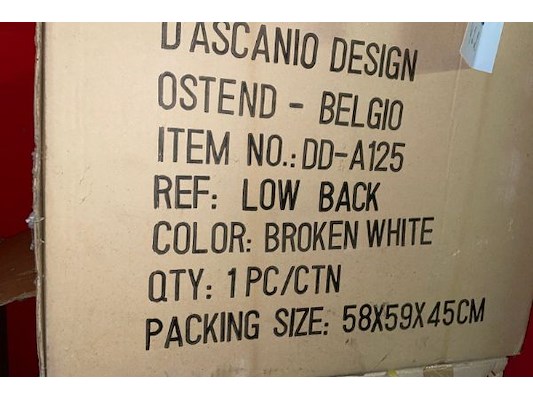 D'ASCANIO DESIGN
OSTEND - BELGIO
ITEM NO.: DD-A125
REF: LOW BACK
COLOR: BROKEN WHITE
QTY: 1 PC/CTN
PACKING SIZE: 58X59X45CM